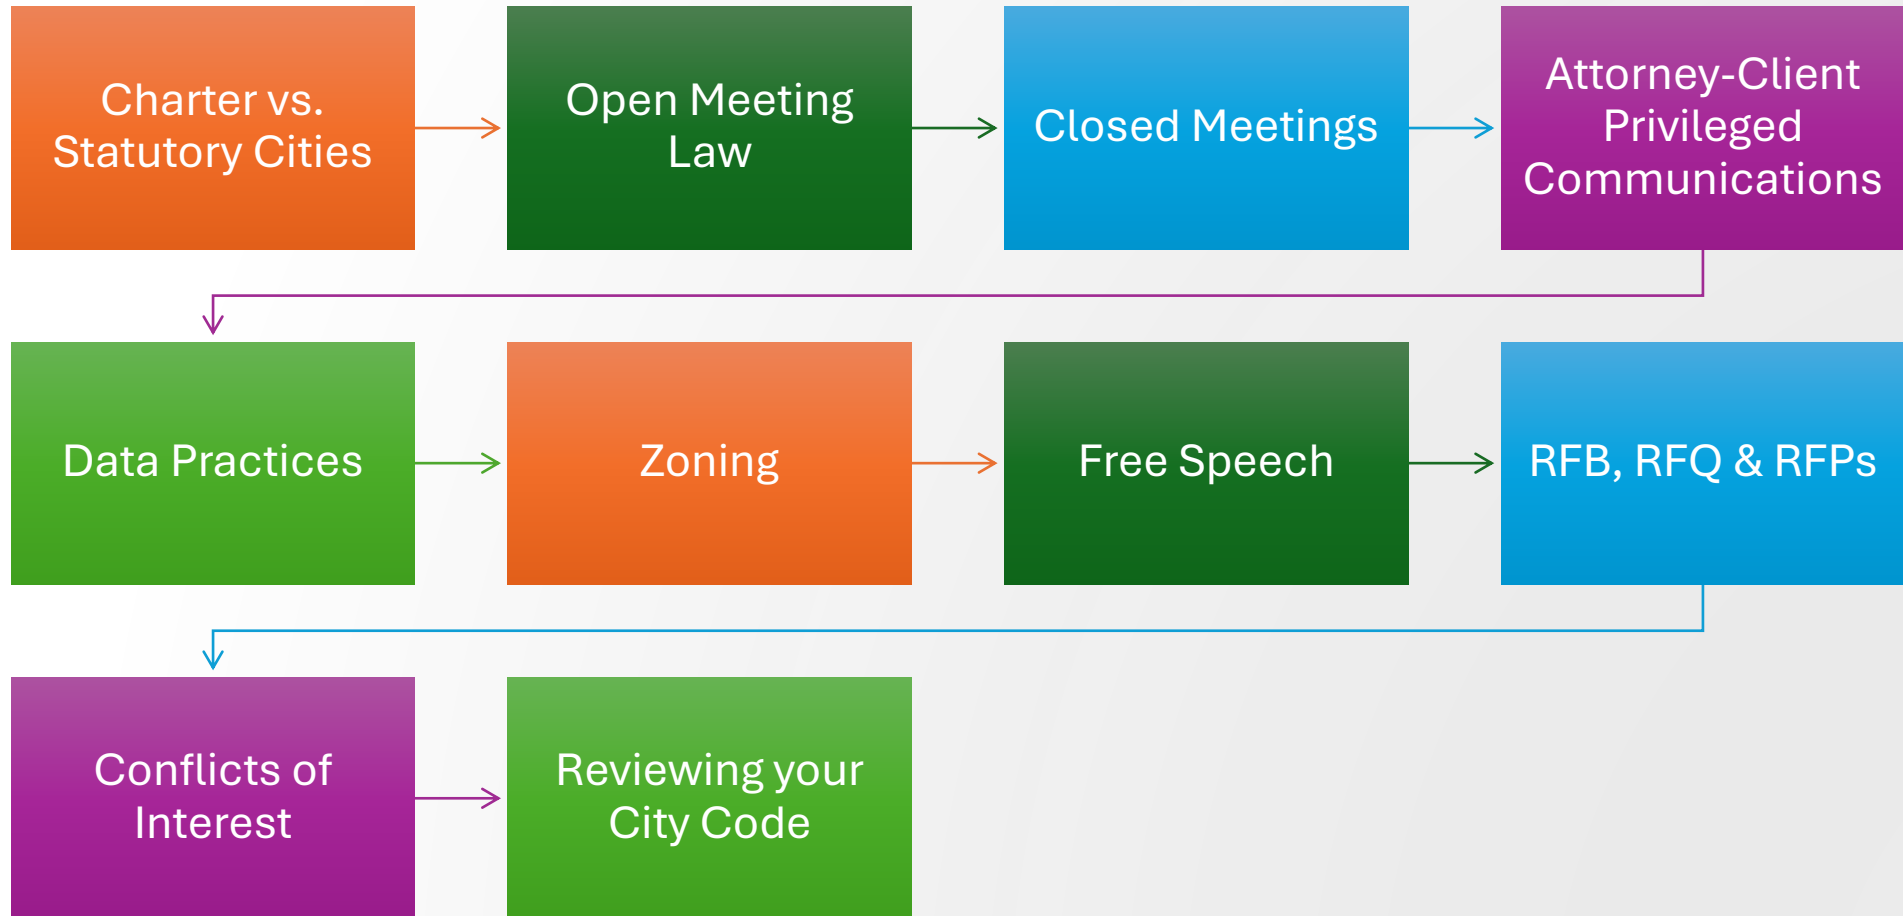 Charter vs.
Statutory Cities
Open Meeting
Law
Closed Meetings
Attorney-Client
Privileged
Communications
Data Practices
Zoning
Free Speech
RFB, RFQ & RFPs
Conflicts of
Interest
Reviewing your
City Code